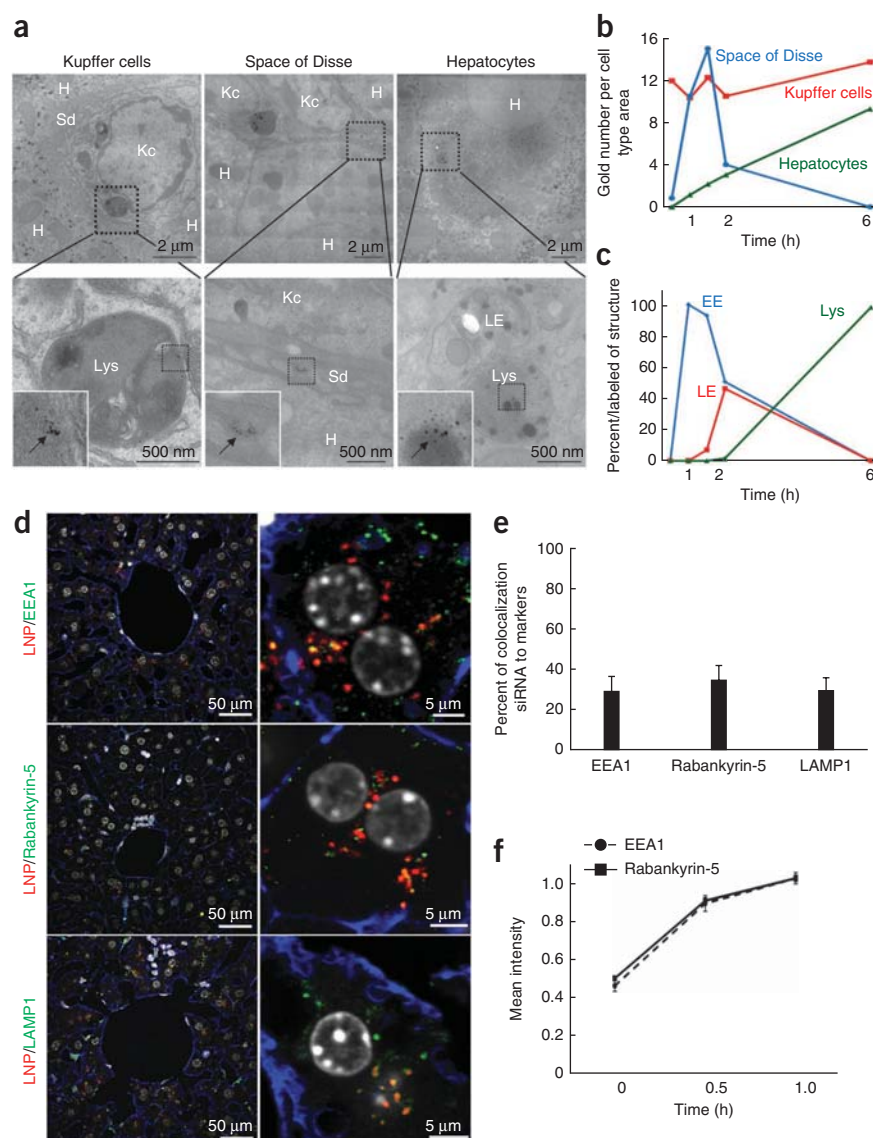 a
Kupffer cells
Space of Disse
Hepatocytes
H
Sd
Kc
H
H
2 μm
Kc
Kc
H
H
H
2 μm
H
2 μm
Lys
500 nm
Kc
Sd
H
500 nm
LE
Lys
500 nm
b
Gold number per cell
type area
16
12
8
4
0
Space of Disse
Kupffer cells
Hepatocytes
1
2
6
Time (h)
c
Percent/labeled of structure
100
80
60
40
20
0
EE
LE
Lys
1
2
6
Time (h)
d
LNP/EEA1
50 μm
5 μm
LNP/Rabankyrin-5
50 μm
5 μm
LNP/LAMP1
50 μm
5 μm
e
Percent of colocalization
siRNA to markers
100
80
60
40
20
0
EEA1
Rabankyrin-5
LAMP1
f
EEA1
Rabankyrin-5
Mean intensity
1.0
0.8
0.6
0.4
0.2
0
0
0.5
1.0
Time (h)